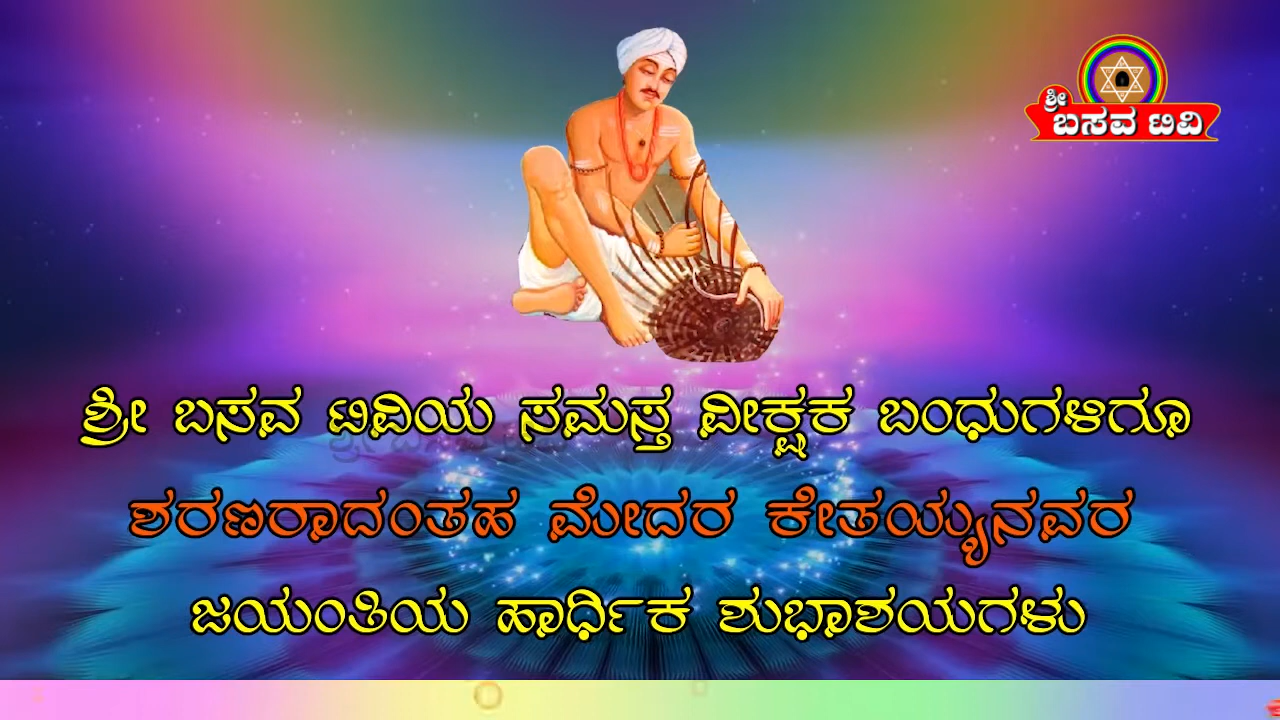 ಶ್ರೀ
ಬಸವ ಟಿವಿ
ಶ್ರೀ ಬಸವ ಟಿವಿಯ ಸಮಸ್ತ ವೀಕ್ಷಕ ಬಂಧುಗಳಿಗೂ
ಶರಣರಾದಂತಹ ಮೇದರ ಕೇತಯ್ಯನವರ
ಜಯಂತಿಯ ಹಾರ್ಧಿಕ ಶುಭಾಶಯಗಳು